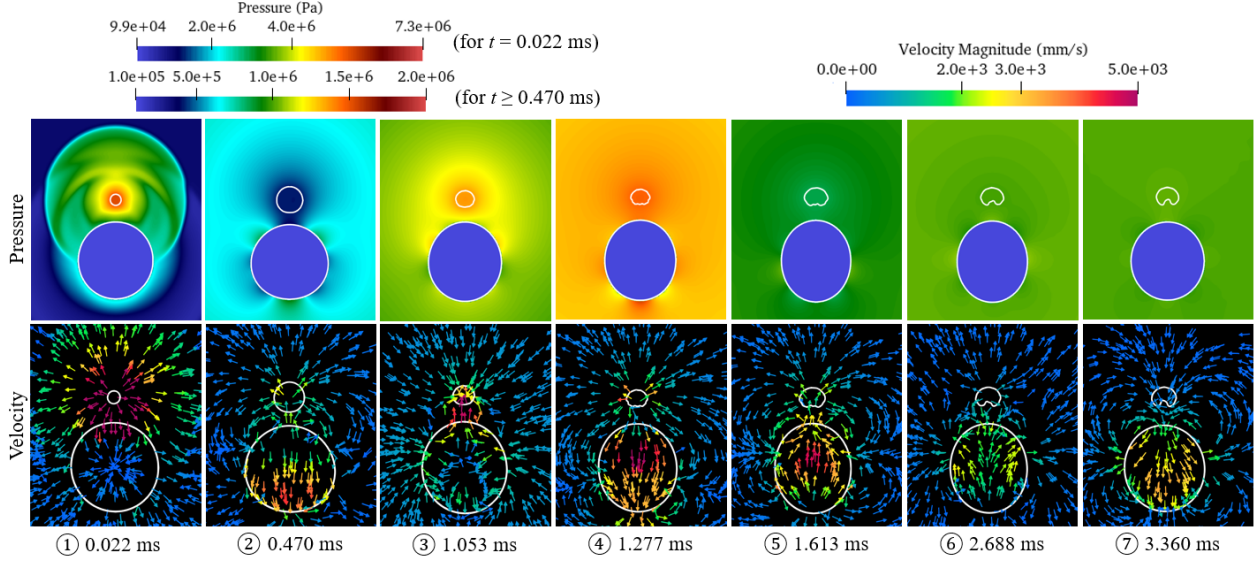 Pressure (Pa)
9.9e+04 2.0e+6 4.0e+6 7.3e+06
(for t = 0.022 ms)
1.0e+05 5.0e+5 1.0e+6 1.5e+6 2.0e+06
(for t ≥ 0.470 ms)
Velocity Magnitude (mm/s)
0.0e+00 2.0e+3 3.0e+3 5.0e+03
Pressure
Velocity
① 0.022 ms ② 0.470 ms ③ 1.053 ms ④ 1.277 ms ⑤ 1.613 ms ⑥ 2.688 ms ⑦ 3.360 ms